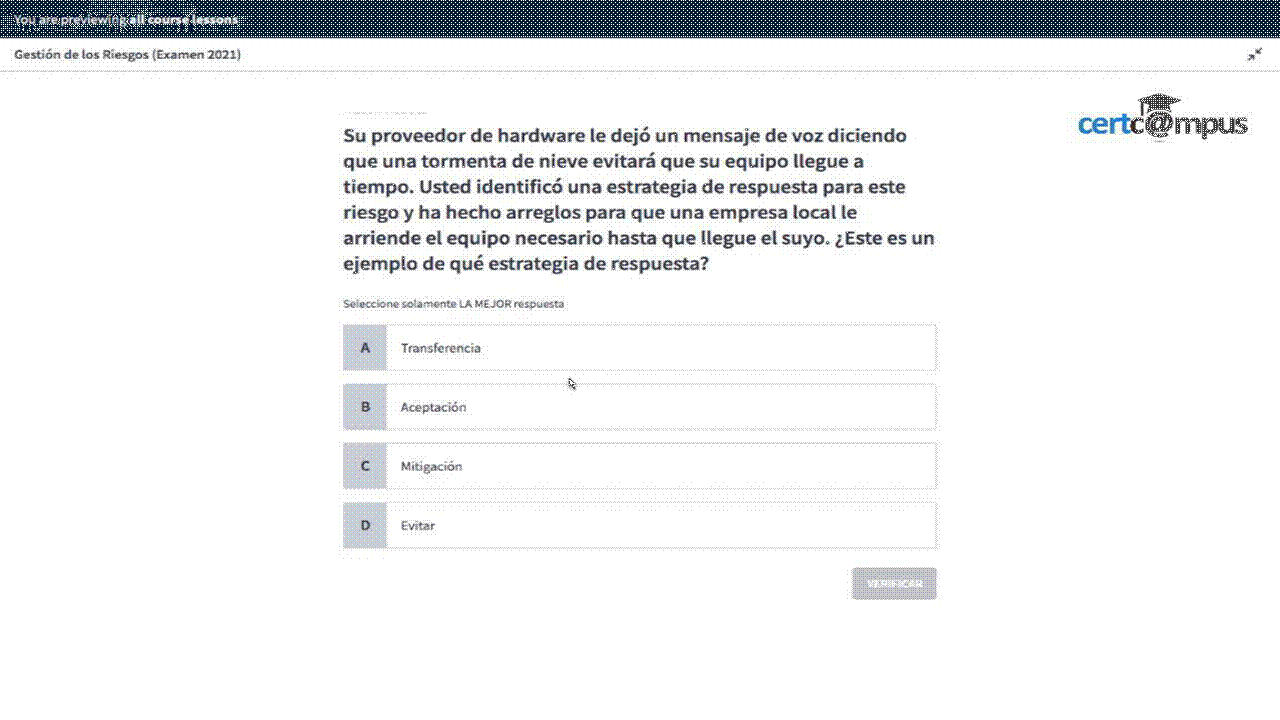 You are previewing all course lessons
Gestión de los Riesgos (Examen 2021)
certc@mpus
Su proveedor de hardware le dejó un mensaje de voz diciendo
que una tormenta de nieve evitará que su equipo llegue a
tiempo. Usted identificó una estrategia de respuesta para este
riesgo y ha hecho arreglos para que una empresa local le
arriende el equipo necesario hasta que llegue el suyo. ¿Este es un
ejemplo de qué estrategia de respuesta?
Seleccione solamente LA MEJOR respuesta
A Transferencia
B Aceptación
C Mitigación
D Evitar
VERIFICAR